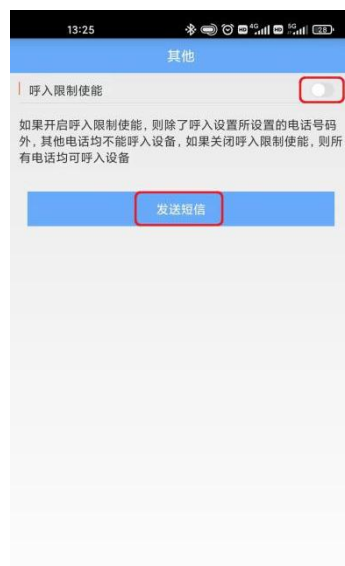 13:25 4G 5G 28
其他
呼入限制使能
如果开启呼入限制使能，则除了呼入设置所设置的电话号码
外，其他电话均不能呼入设备，如果关闭呼入限制使能，则所
有电话均可呼入设备
发送短信